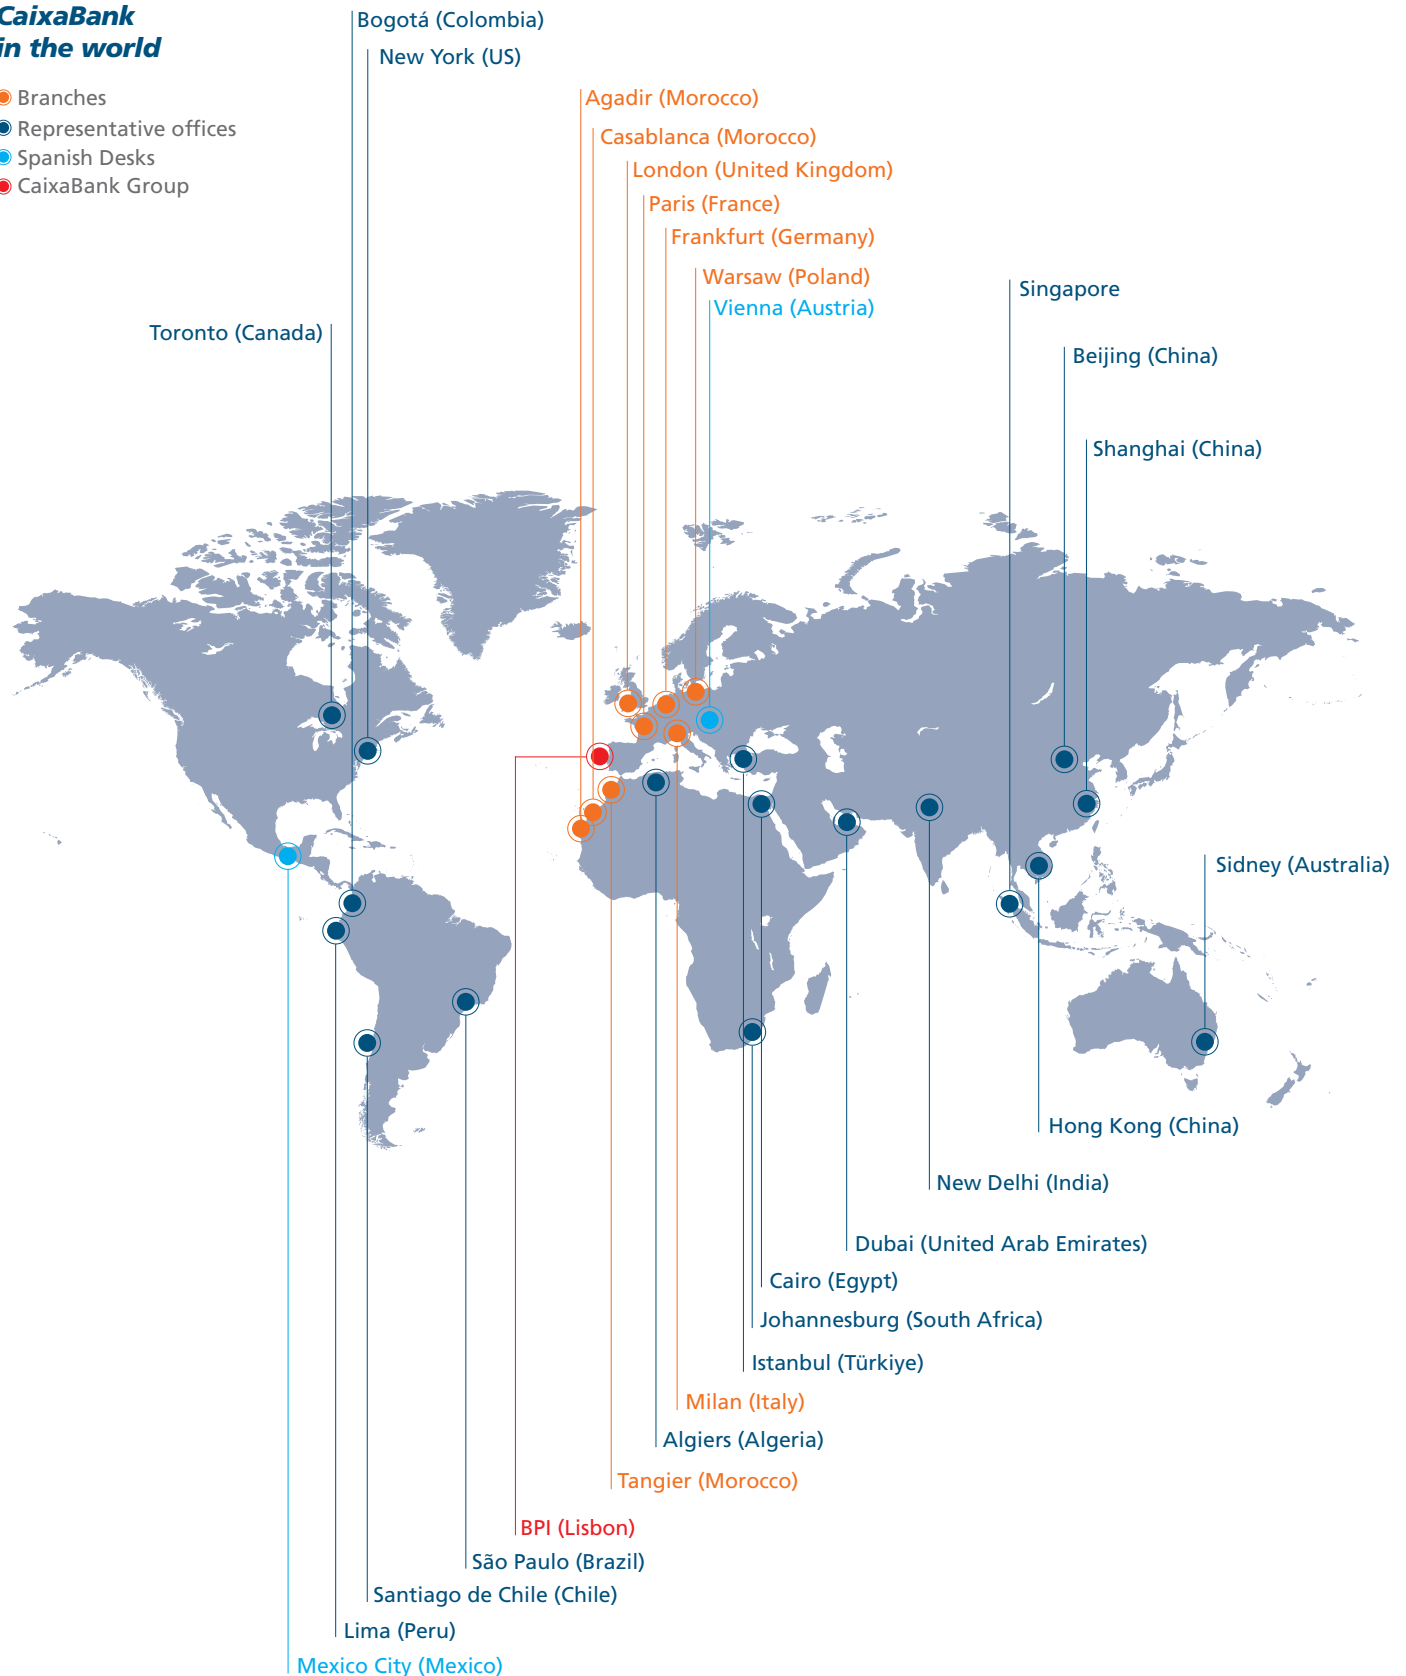 CaixaBank
in the world
Branches
Representative offices
Spanish Desks
CaixaBank Group
Bogotá (Colombia)
New York (US)
Agadir (Morocco)
Casablanca (Morocco)
London (United Kingdom)
Paris (France)
Frankfurt (Germany)
Warsaw (Poland)
Vienna (Austria)
Singapore
Toronto (Canada)
Beijing (China)
Shanghai (China)
Sidney (Australia)
Hong Kong (China)
New Delhi (India)
Dubai (United Arab Emirates)
Cairo (Egypt)
Johannesburg (South Africa)
Istanbul (Türkiye)
Milan (Italy)
Algiers (Algeria)
Tangier (Morocco)
BPI (Lisbon)
São Paulo (Brazil)
Santiago de Chile (Chile)
Lima (Peru)
Mexico City (Mexico)